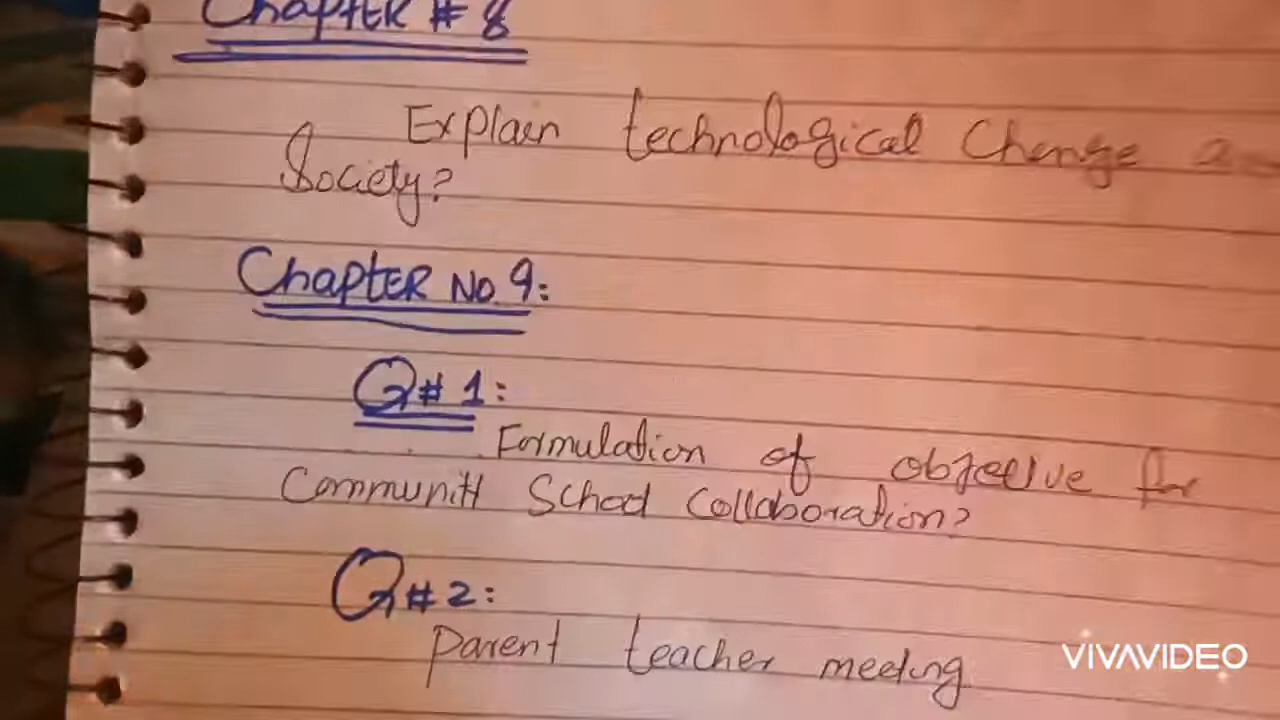 Chapter # 8
Explain technological Change
Society?
Chapter No 9:
Q# 1:
Formulation of objective for
Community School Collaboration?
Q# 2:
parent teacher meeting
VIVAVIDEO